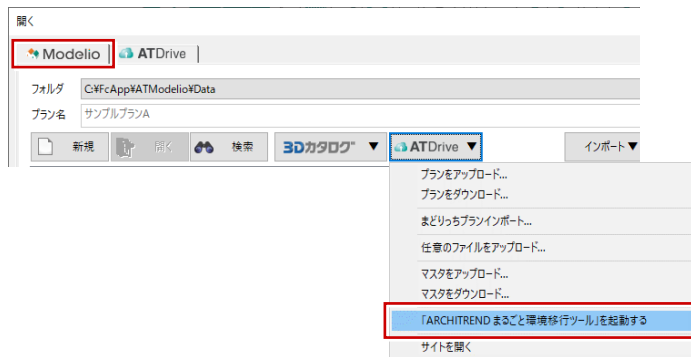 開く
Modelio
ATDrive
フォルダ C:¥FcApp¥ATModelio¥Data
プラン名 サンプルプランA
新規 開く 検索 3Dカタログ ▼ ATDrive ▼ インポート▼
プランをアップロード...
プランをダウンロード...
まどりっちプランインポート...
任意のファイルをアップロード...
マスタをアップロード...
マスタをダウンロード...
「ARCHITREND まるごと環境移行ツール」を起動する
サイトを開く